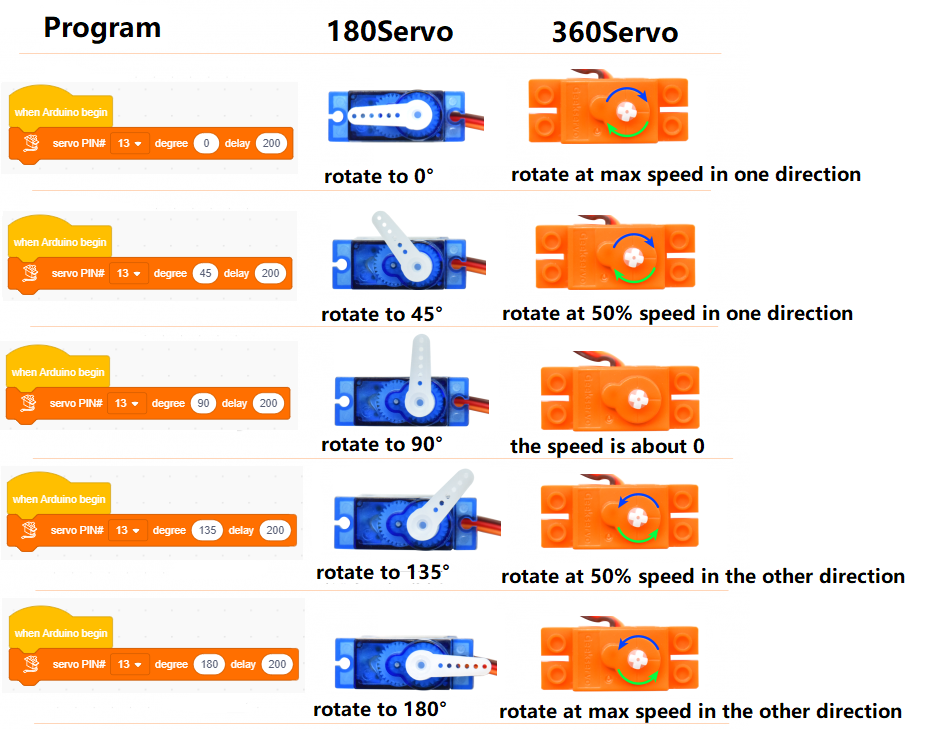 Program 180Servo 360Servo
when Arduino begin
servo PIN# 13 degree 0 delay 200
rotate to 0° rotate at max speed in one direction
when Arduino begin
servo PIN# 13 degree 45 delay 200
rotate to 45° rotate at 50% speed in one direction
when Arduino begin
servo PIN# 13 degree 90 delay 200
rotate to 90° the speed is about 0
when Arduino begin
servo PIN# 13 degree 135 delay 200
rotate to 135° rotate at 50% speed in the other direction
when Arduino begin
servo PIN# 13 degree 180 delay 200
rotate to 180° rotate at max speed in the other direction